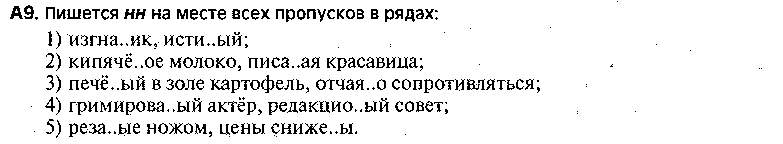 А9. Пишется нн на месте всех пропусков в рядах:
1) изгна..ик, исти..ый;
2) кипячё..ое молоко, писа..ая красавица;
3) печё..ый в золе картофель, отчая..о сопротивляться;
4) гримирова..ый актёр, редакцио..ый совет;
5) реза..ые ножом, цены сниже..ы.